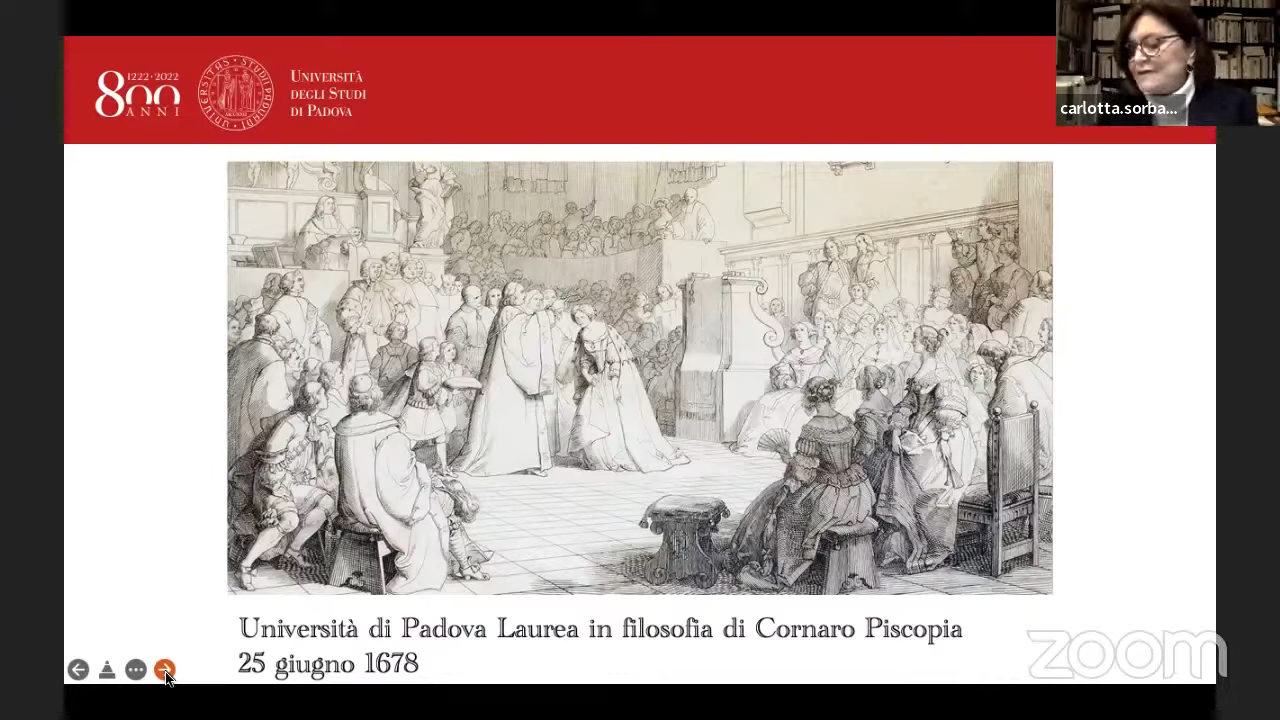 800
1222·2022
ANNI
UNIVERSITÀ
DEGLI STUDI
DI PADOVA
carlotta.sorba...
Università di Padova Laurea in filosofia di Cornaro Piscopia
25 giugno 1678
zoom